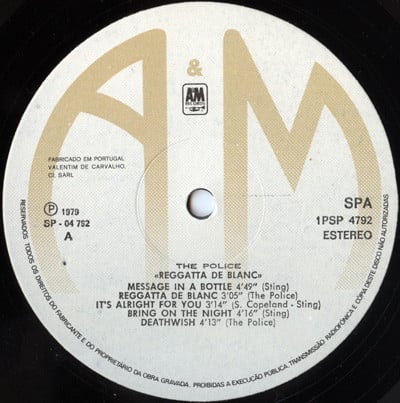 A & M
A&M
RECORDS
FABRICADO EM PORTUGAL
VALENTIM DE CARVALHO,
CI, SARL
Ⓟ 1979
SP - 04 792
A
SPA
1PSP 4792
ESTEREO
THE POLICE
«REGGATTA DE BLANC»
MESSAGE IN A BOTTLE 4'49" (Sting)
REGGATTA DE BLANC 3'05" (The Police)
IT'S ALRIGHT FOR YOU 3'14" (S. Copeland - Sting)
BRING ON THE NIGHT 4'16" (Sting)
DEATHWISH 4'13" (The Police)
RESERVADOS TODOS OS DIREITOS DO FABRICANTE E DO PROPRIETÁRIO DA OBRA GRAVADA. PROIBIDAS A EXECUÇÃO PÚBLICA, TRANSMISSÃO RADIOFÓNICA E CÓPIA DESTE DISCO NÃO AUTORIZADAS